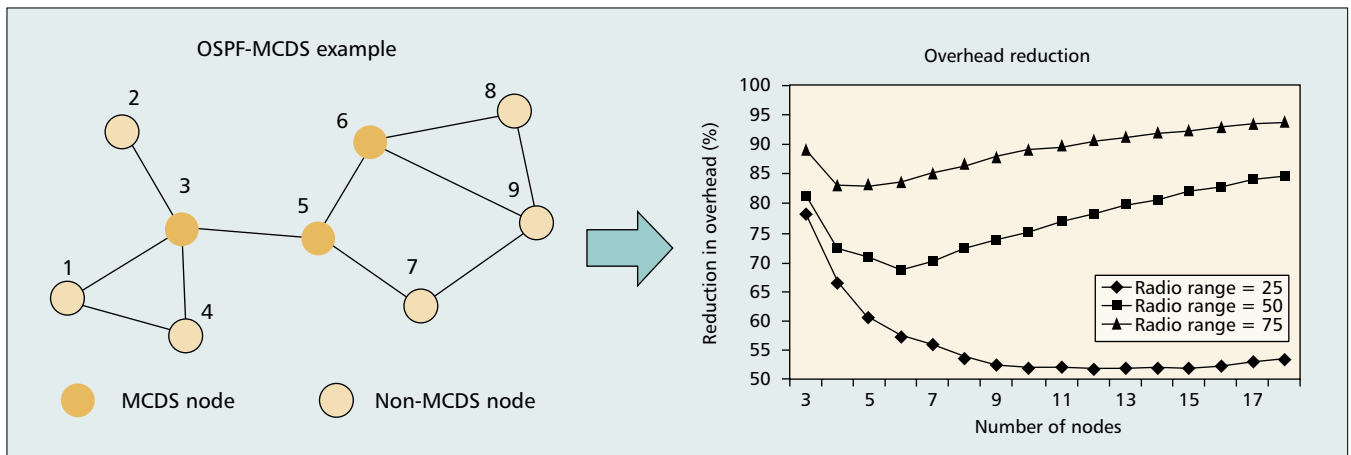 OSPF-MCDS example
2
3
1
4
5
6
7
8
9
MCDS node
Non-MCDS node
Overhead reduction
Reduction in overhead (%)
100
95
90
85
80
75
70
65
60
55
50
3 5 7 9 11 13 15 17
Number of nodes
Radio range = 25
Radio range = 50
Radio range = 75